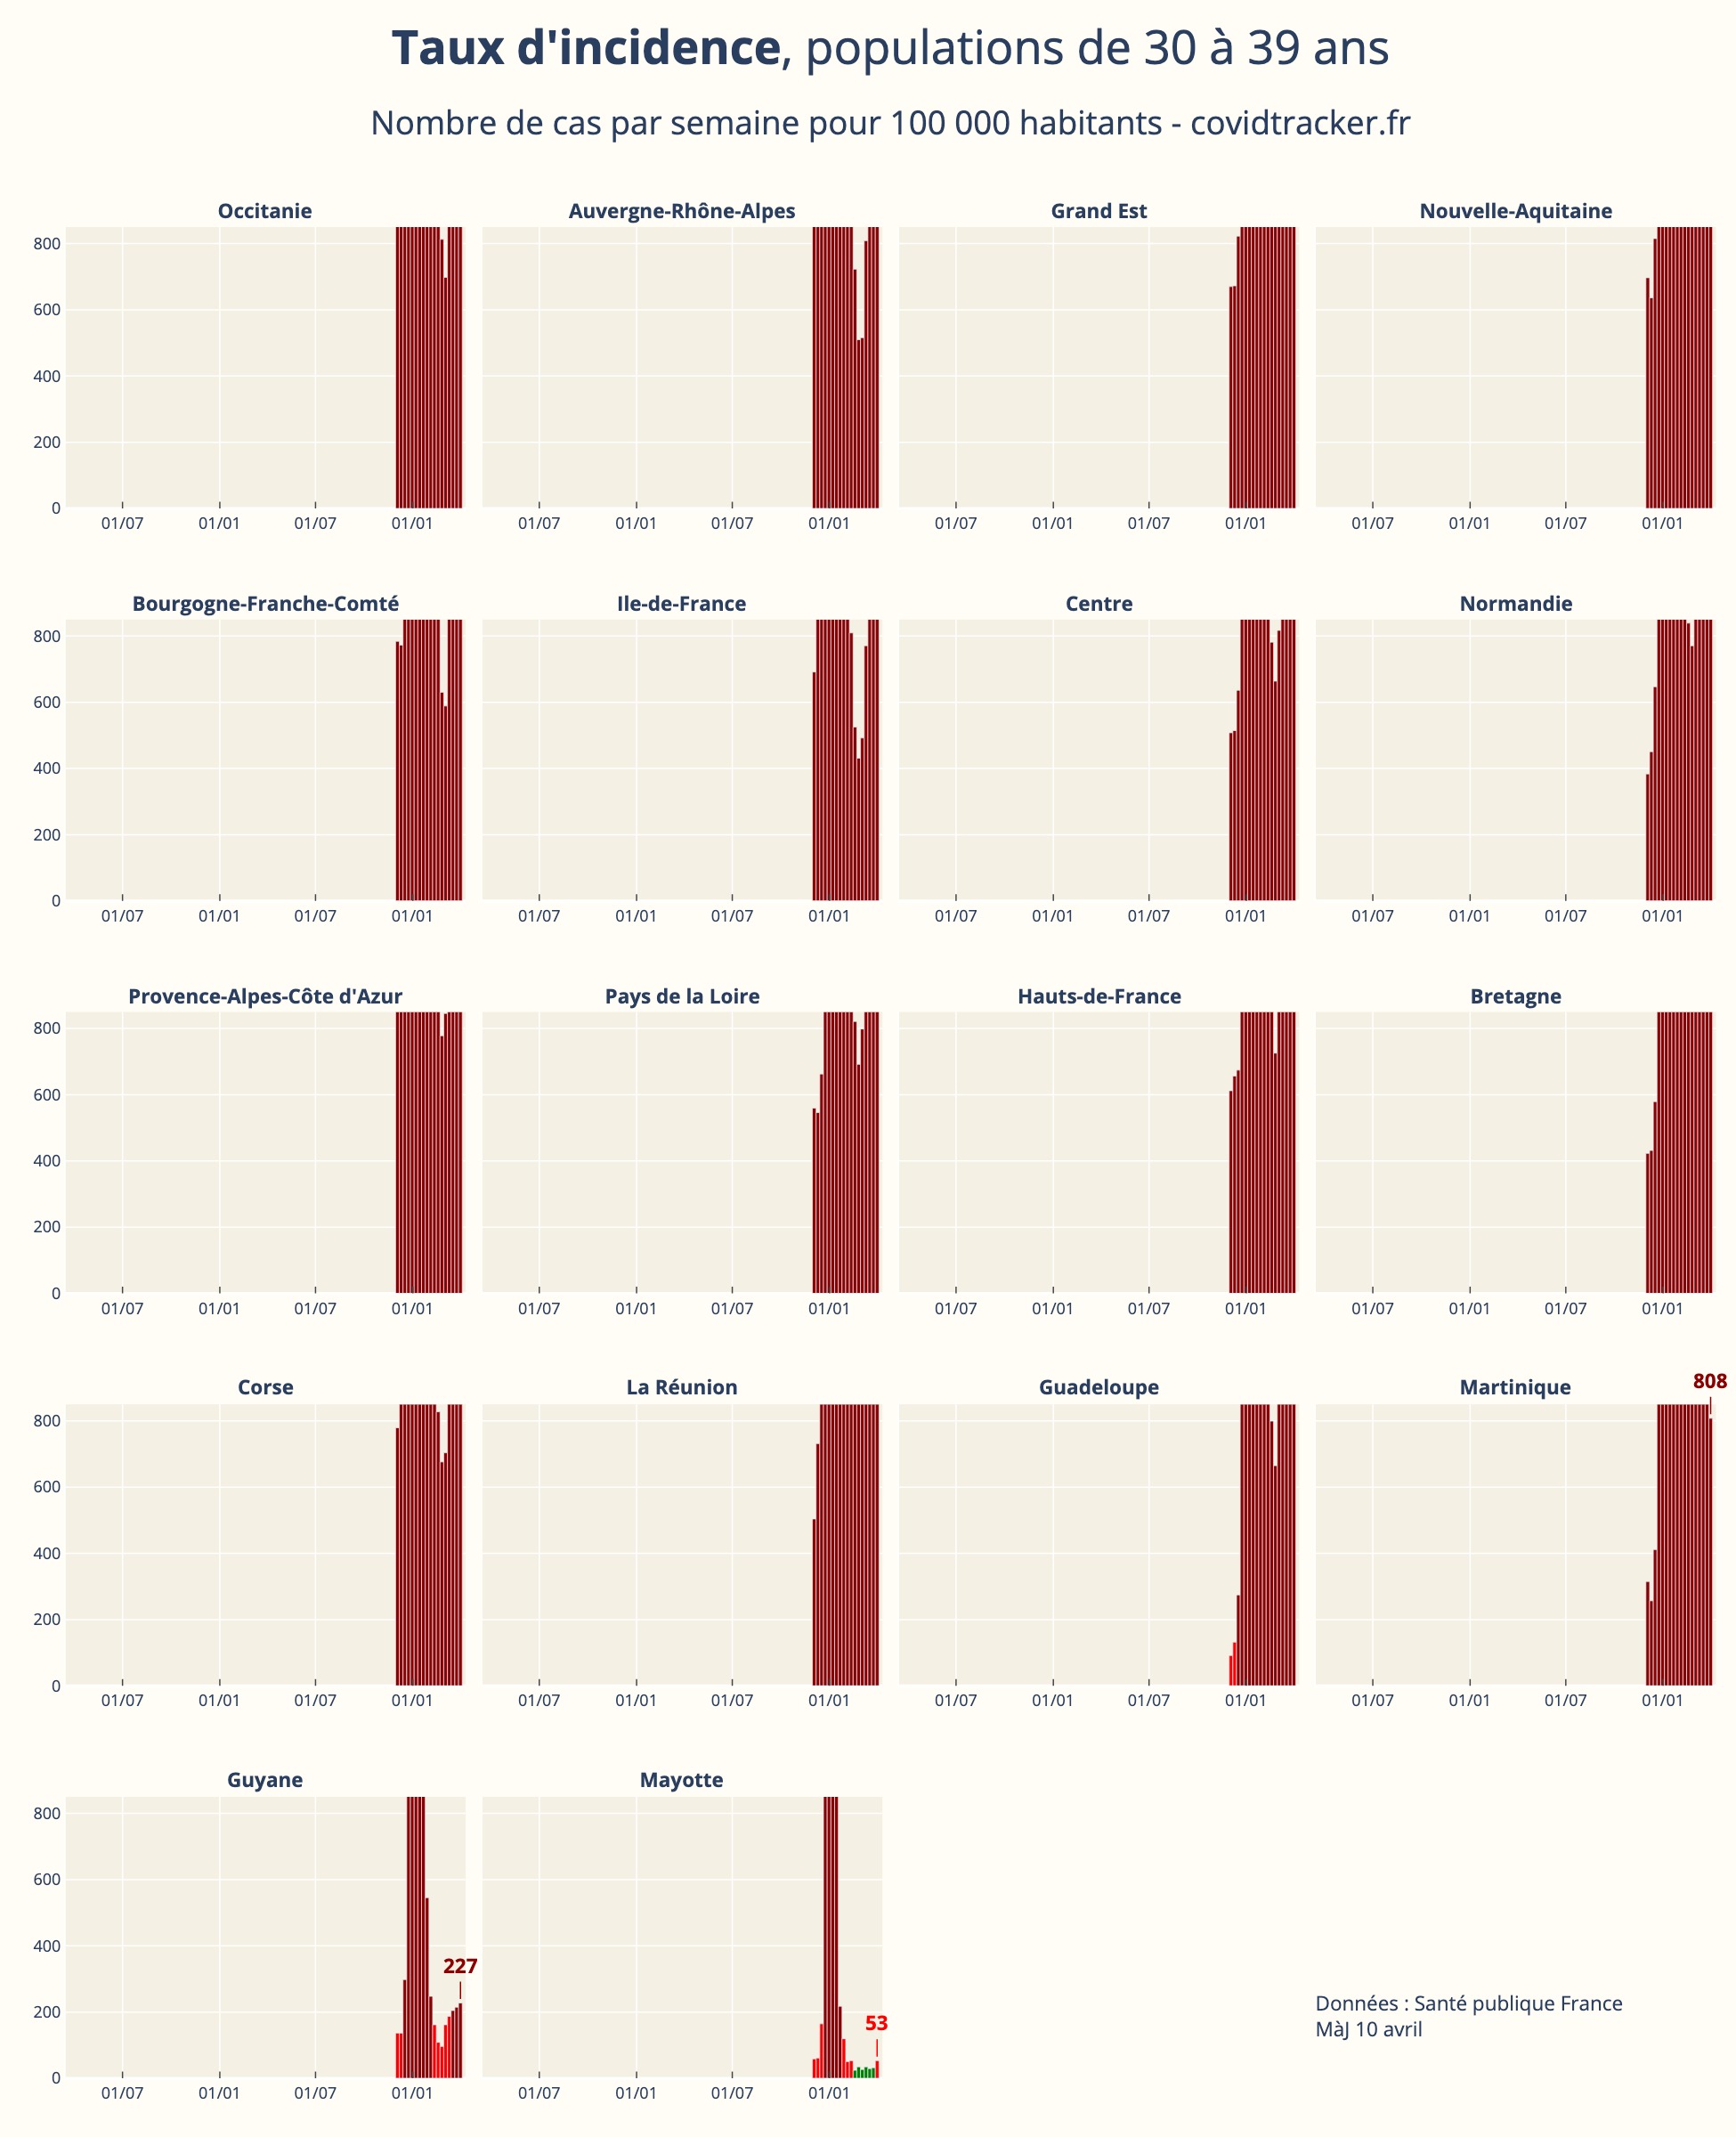 Taux d'incidence, populations de 30 à 39 ans
Nombre de cas par semaine pour 100 000 habitants - covidtracker.fr
Occitanie
Auvergne-Rhône-Alpes
Grand Est
Nouvelle-Aquitaine
800
600
400
200
0
01/07 01/01 01/07 01/01
01/07 01/01 01/07 01/01
01/07 01/01 01/07 01/01
01/07 01/01 01/07 01/01
Bourgogne-Franche-Comté
Ile-de-France
Centre
Normandie
800
600
400
200
0
01/07 01/01 01/07 01/01
01/07 01/01 01/07 01/01
01/07 01/01 01/07 01/01
01/07 01/01 01/07 01/01
Provence-Alpes-Côte d'Azur
Pays de la Loire
Hauts-de-France
Bretagne
800
600
400
200
0
01/07 01/01 01/07 01/01
01/07 01/01 01/07 01/01
01/07 01/01 01/07 01/01
01/07 01/01 01/07 01/01
Corse
La Réunion
Guadeloupe
Martinique
808
800
600
400
200
0
01/07 01/01 01/07 01/01
01/07 01/01 01/07 01/01
01/07 01/01 01/07 01/01
01/07 01/01 01/07 01/01
Guyane
Mayotte
800
600
400
200
0
227
53
01/07 01/01 01/07 01/01
01/07 01/01 01/07 01/01
Données : Santé publique France
MàJ 10 avril